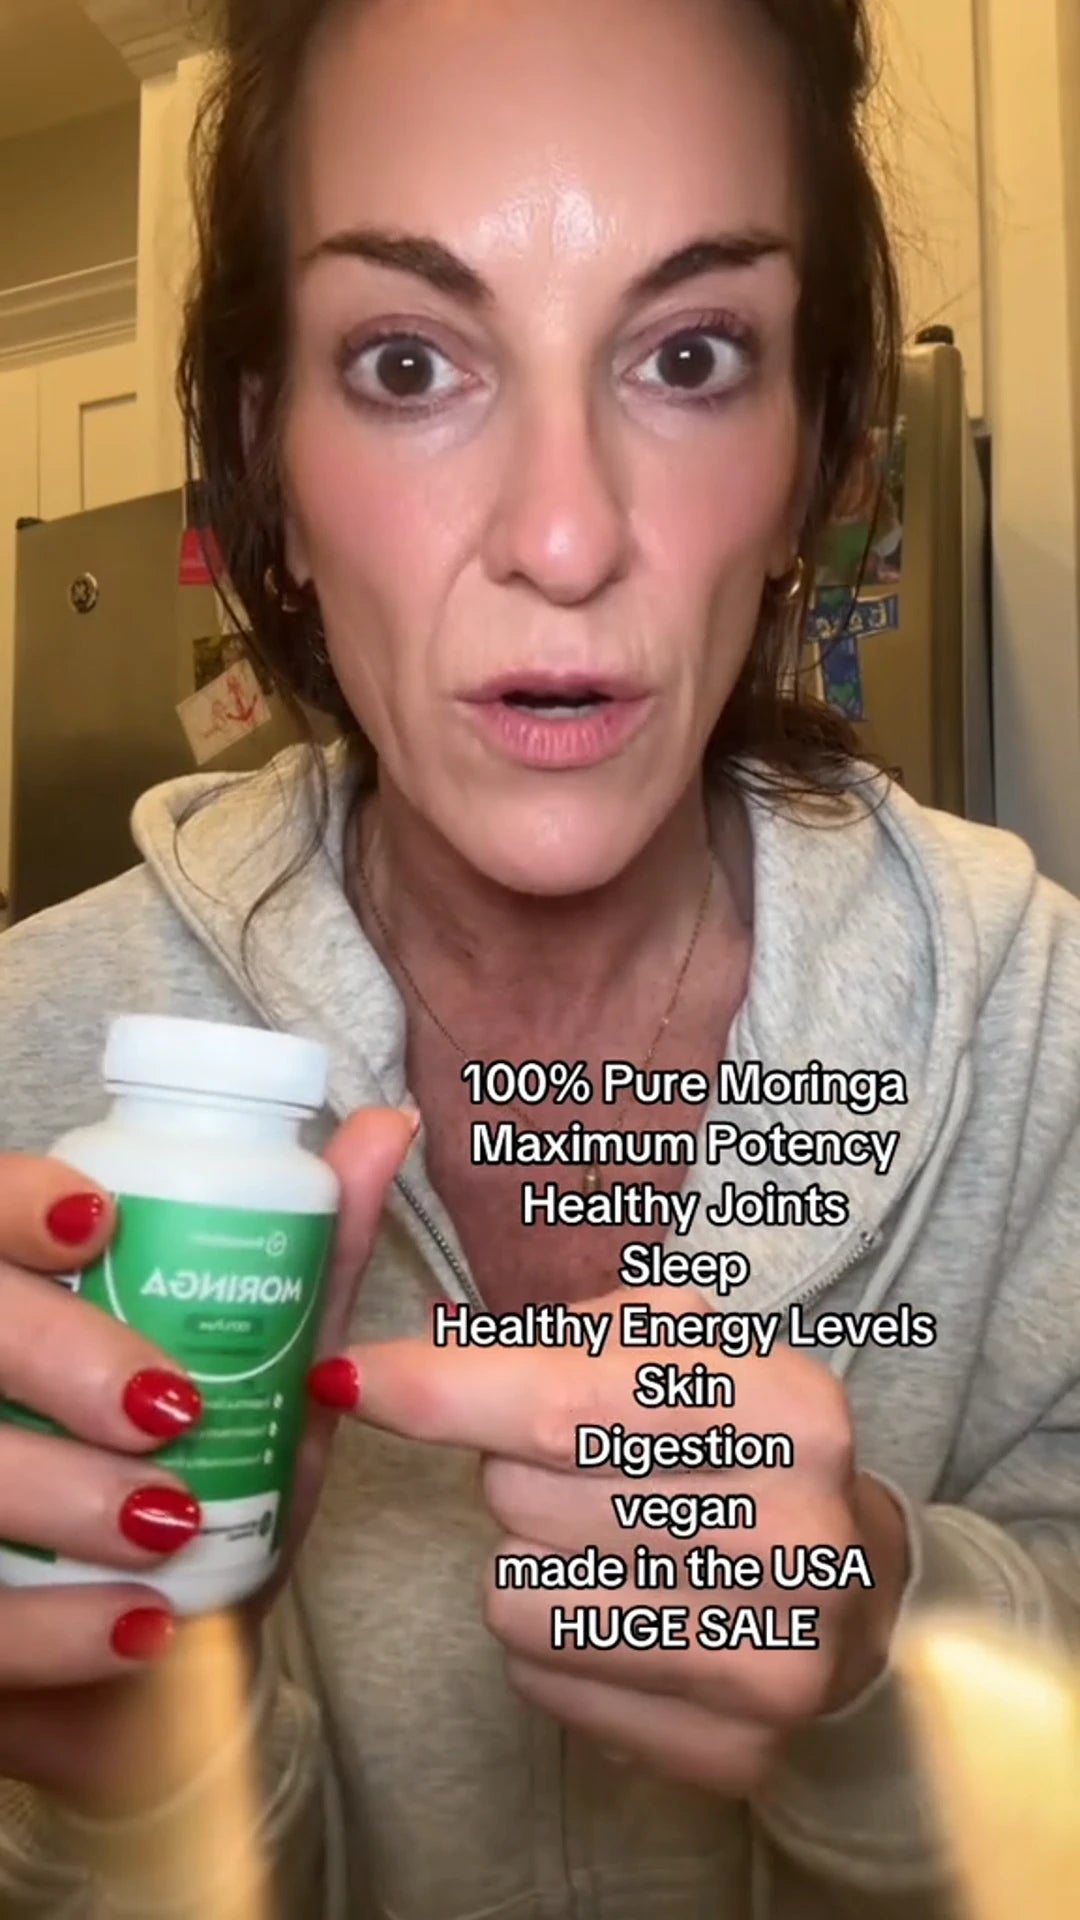 MORINGA
100% Pure Moringa
Maximum Potency
Healthy Joints
Sleep
Healthy Energy Levels
Skin
Digestion
vegan
made in the USA
HUGE SALE